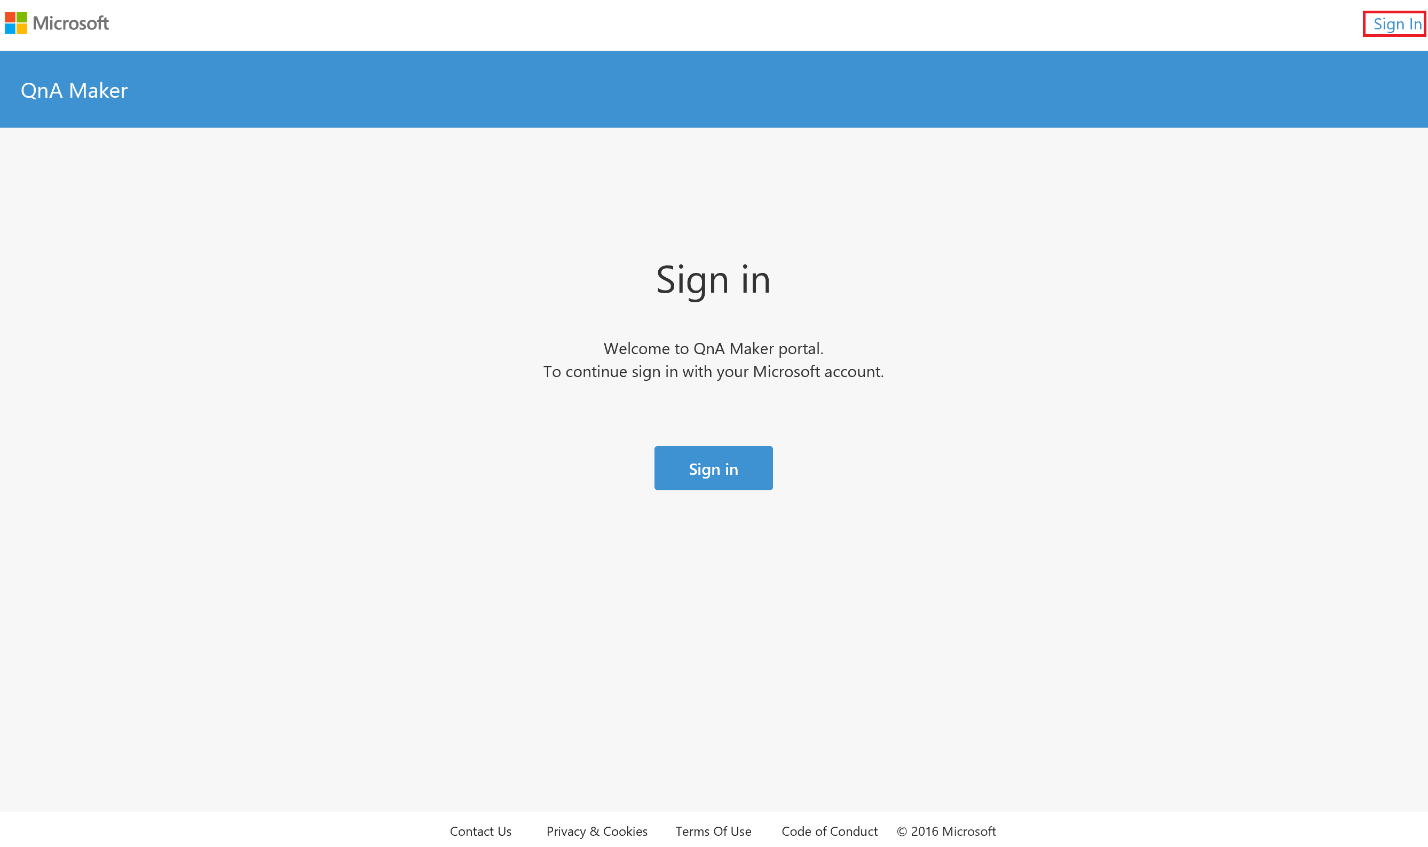 Microsoft
Sign In
QnA Maker
Sign in
Welcome to QnA Maker portal.
To continue sign in with your Microsoft account.
Sign in
Contact Us Privacy & Cookies Terms Of Use Code of Conduct © 2016 Microsoft